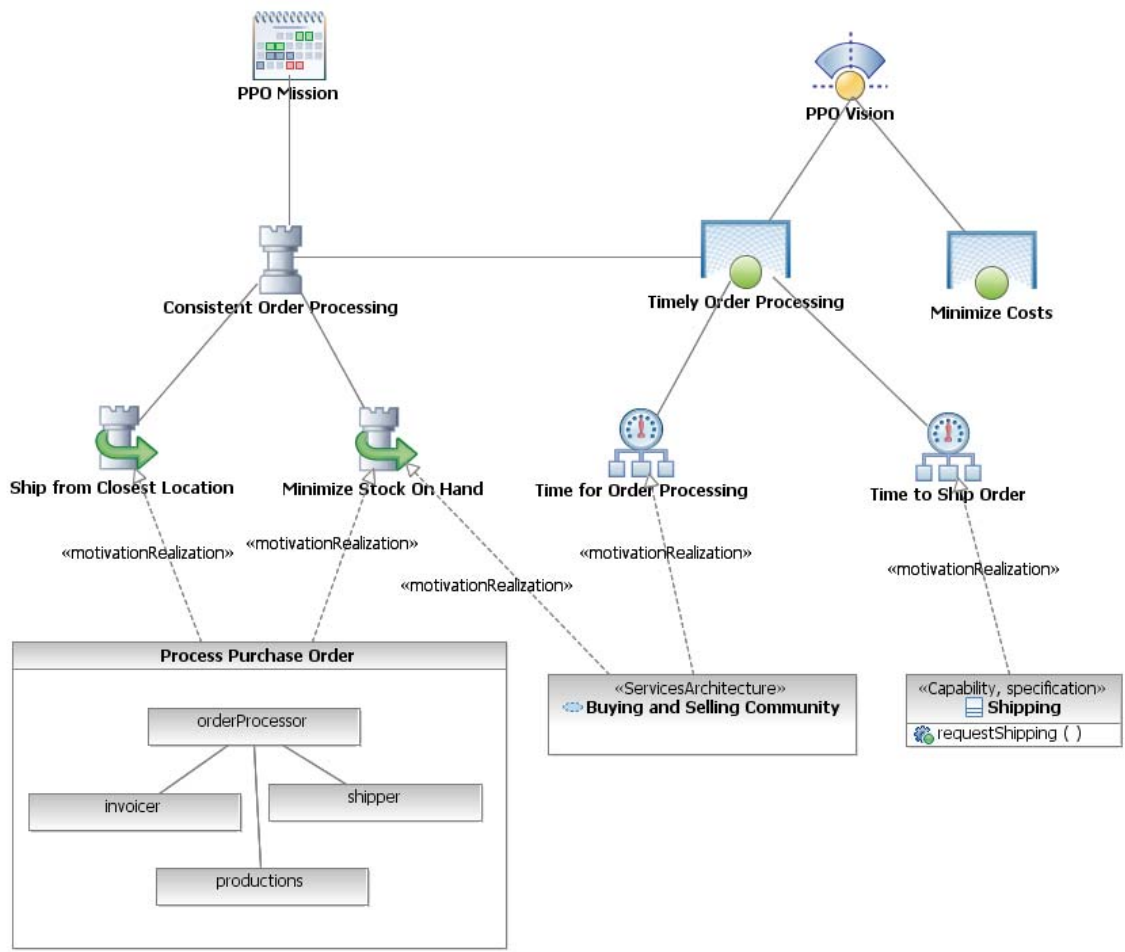 PPO Mission
PPO Vision
Consistent Order Processing
Timely Order Processing
Minimize Costs
Ship from Closest Location
Minimize Stock On Hand
Time for Order Processing
Time to Ship Order
«motivationRealization»
«motivationRealization»
«motivationRealization»
«motivationRealization»
«motivationRealization»
Process Purchase Order
orderProcessor
invoicer
shipper
productions
«ServicesArchitecture»
Buying and Selling Community
«Capability, specification»
Shipping
requestShipping ( )